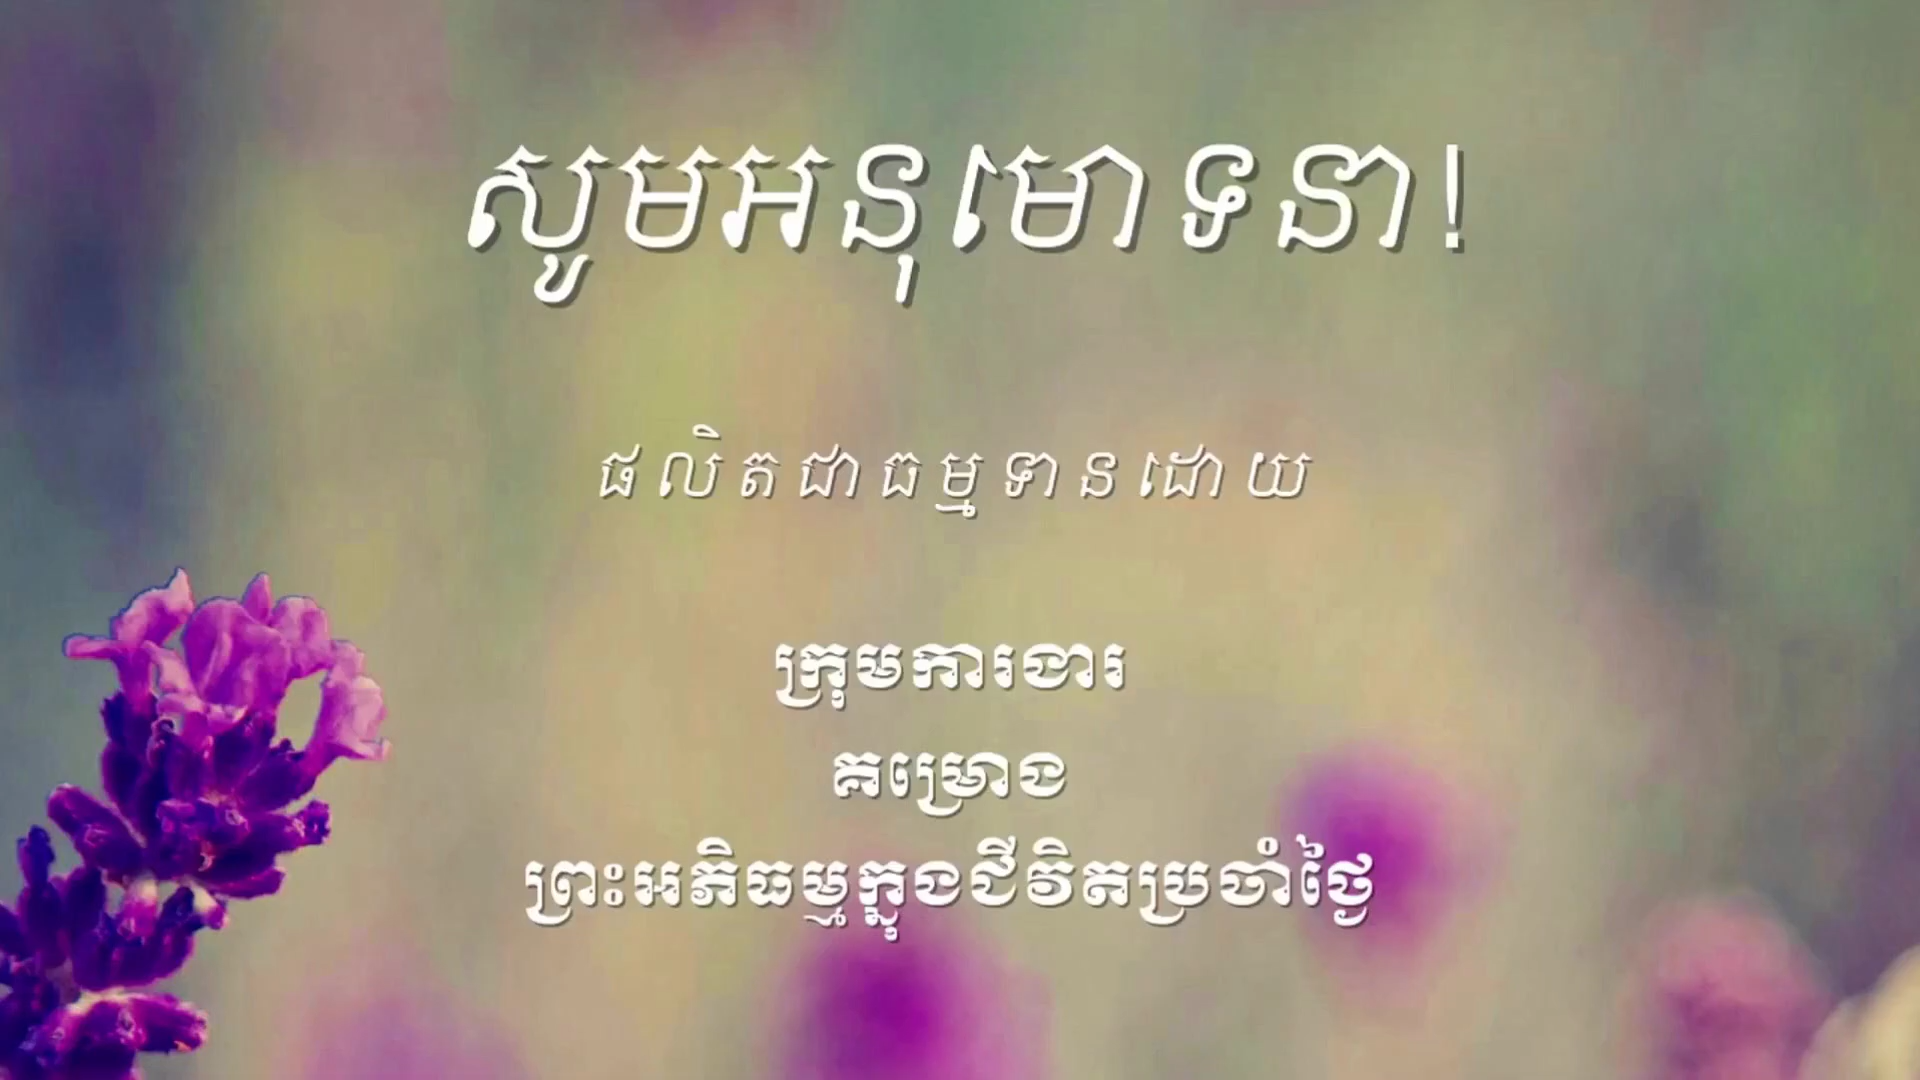 សូមអនុមោទនា!
ផលិតជាធម្មទានដោយ
ក្រុមការងារ
គម្រោង
ព្រះអភិធម្មក្នុងជីវិតប្រចាំថ្ងៃ